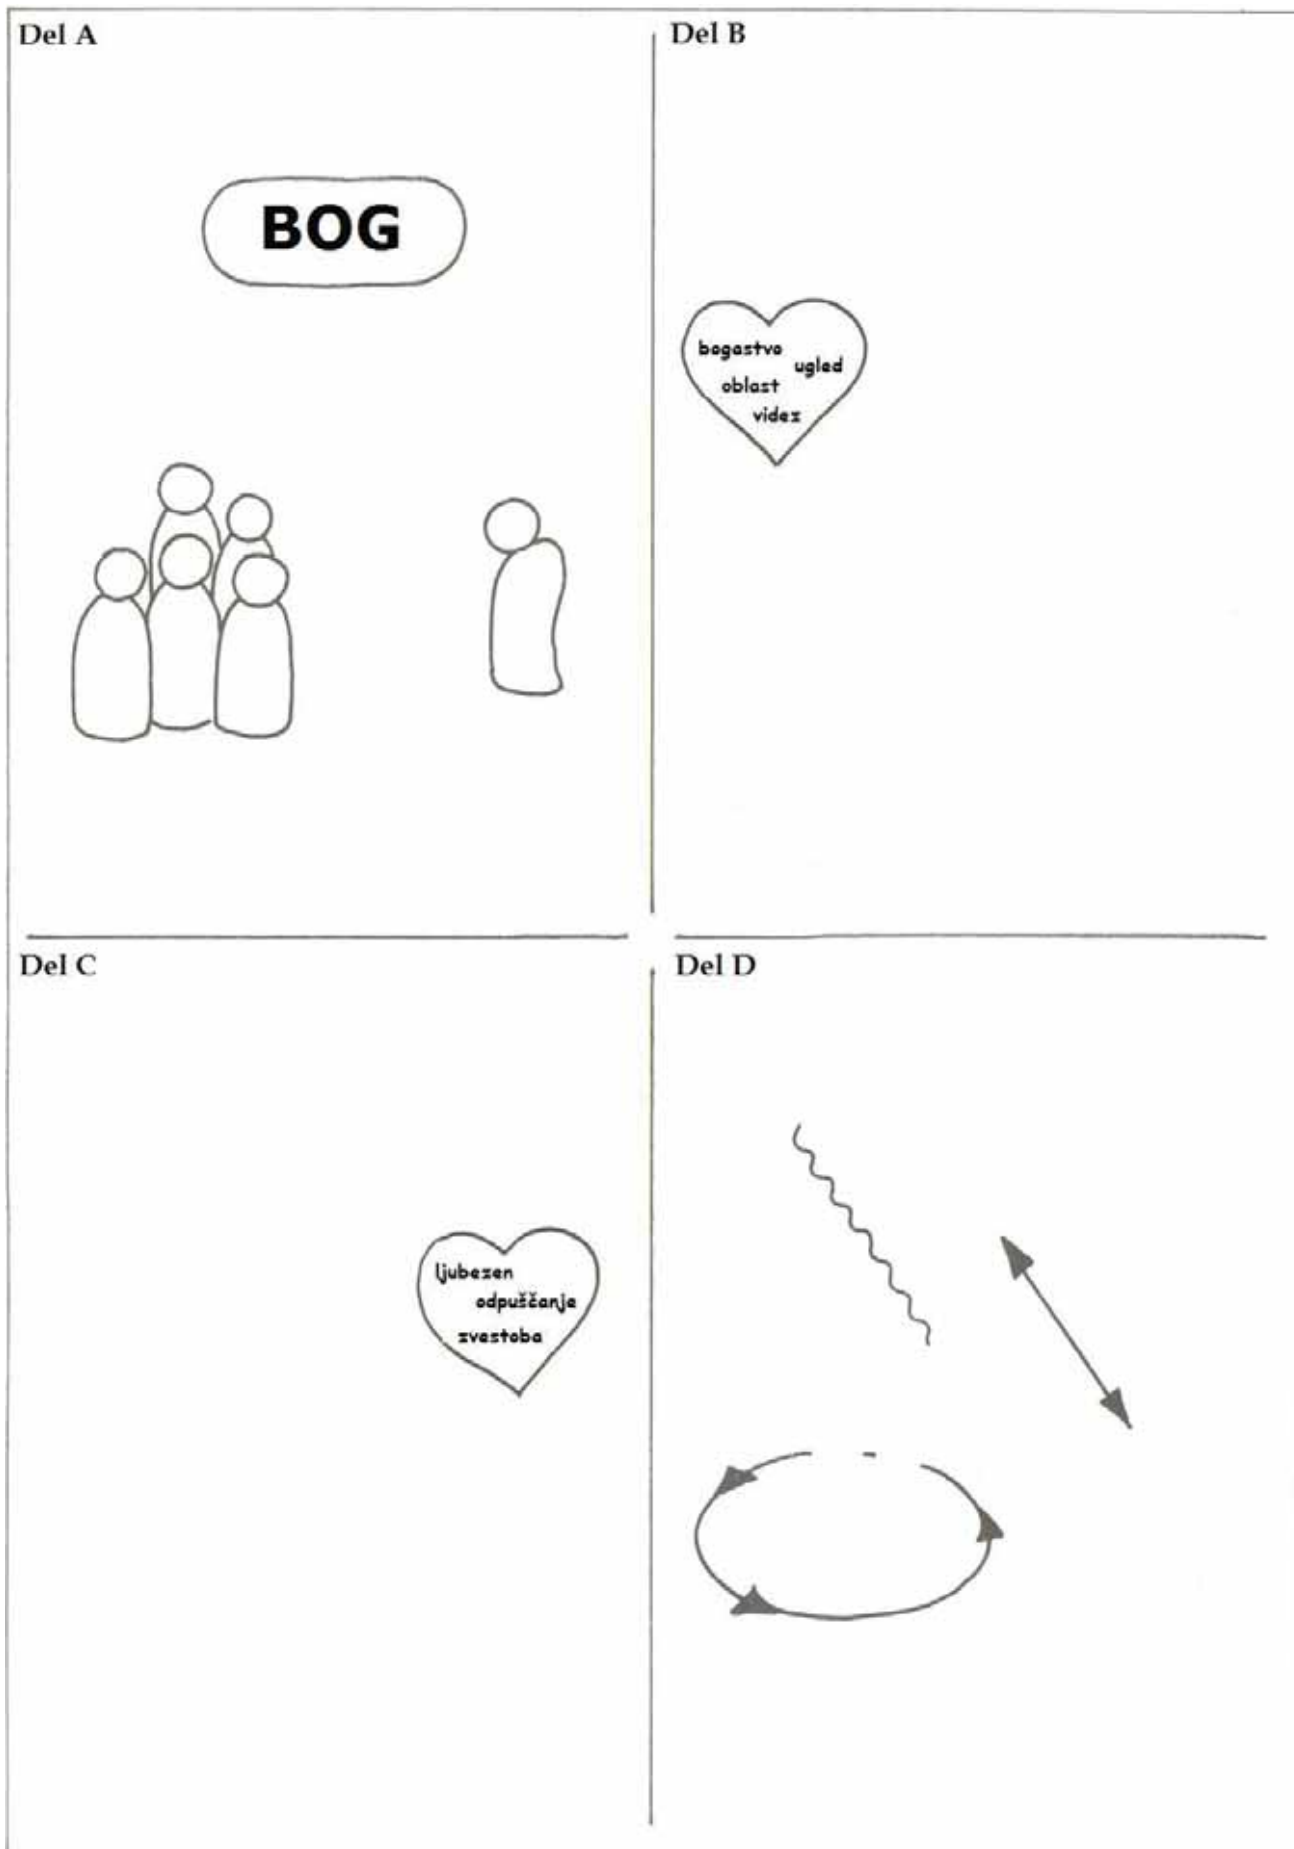 Del A
BOG
Del B
bogastvo
ugled
oblast
videz
Del C
ljubezen
odpuščanje
zvestoba
Del D